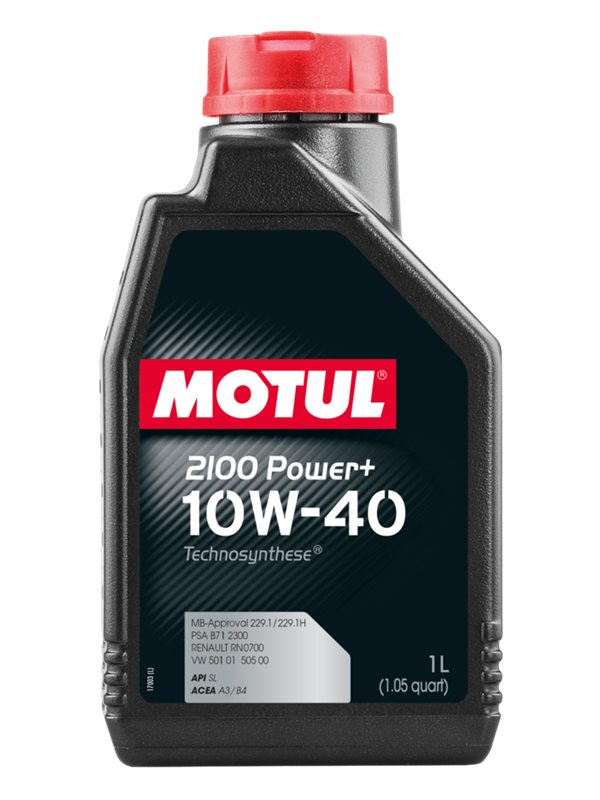 MOTUL®
2100 Power+
10W-40
Technosynthese®
MB-Approval 229.1/229.1H
PSA B71 2300
RENAULT RN0700
VW 501 01 505 00
API SL
ACEA A3/B4
1L
(1.05 quart)
17003 (L)